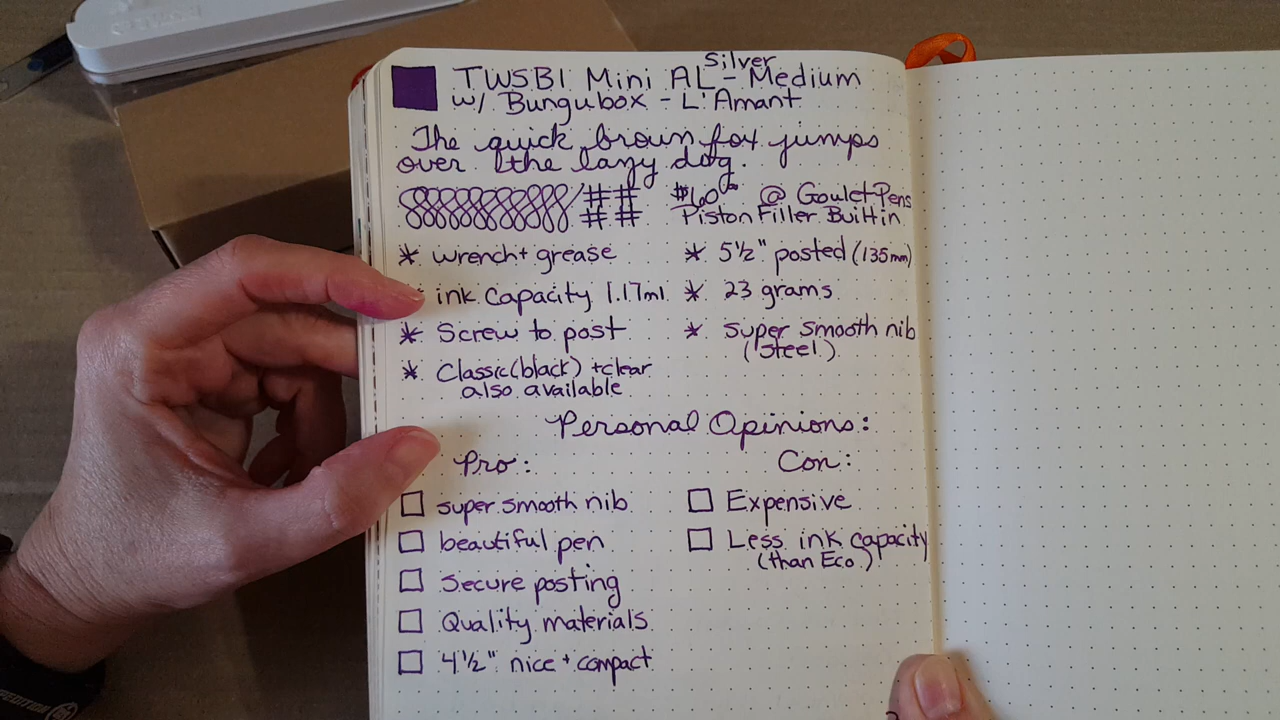 Silver
TWSBI Mini AL - Medium
w/ Bungubox - L'Amant
The quick brown fox jumps
over the lazy dog.
## ##
$60.00 @ Goulet Pens
Piston Filler Built in
* wrench + grease
* 5½" posted (135mm)
ink capacity 1.17ml
* 23 grams
* Screw to post
* super smooth nib
(steel)
* Classic (black) + clear
also available
Personal Opinions:
Pro:
☐ super smooth nib
☐ beautiful pen
☐ Secure posting
☐ Quality materials
☐ 4½" nice + compact
Con:
☐ Expensive
☐ Less ink capacity
(than Eco)